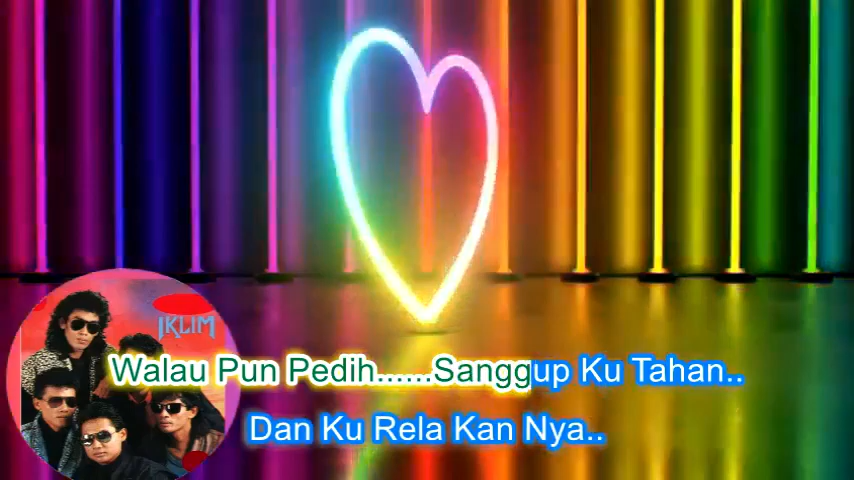 IKLIM
Walau Pun Pedih......Sanggup Ku Tahan..
Dan Ku Rela Kan Nya..